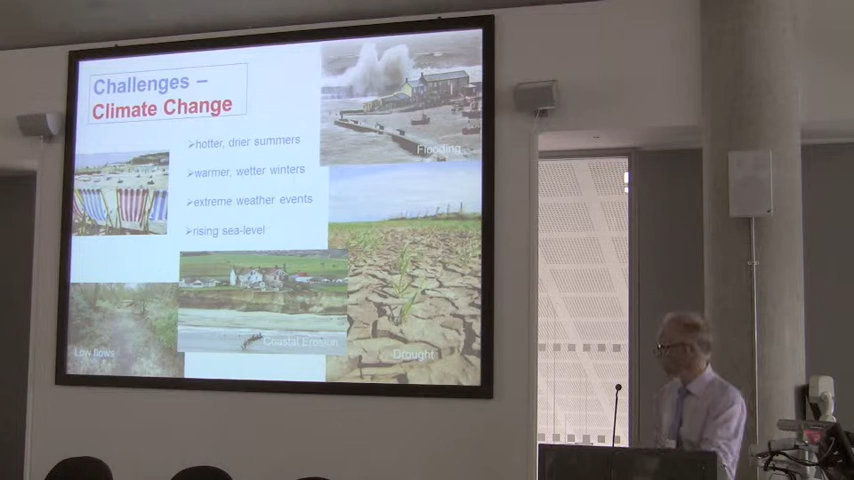 Challenges –
Climate Change
➢hotter, drier summers
➢warmer, wetter winters
➢extreme weather events
➢rising sea-level
Flooding
Coastal Erosion
Low flows
Drought